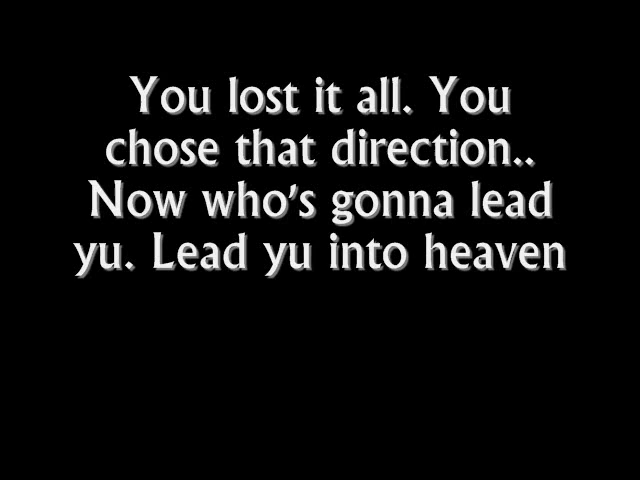 You lost it all. You
chose that direction..
Now who's gonna lead
yu. Lead yu into heaven